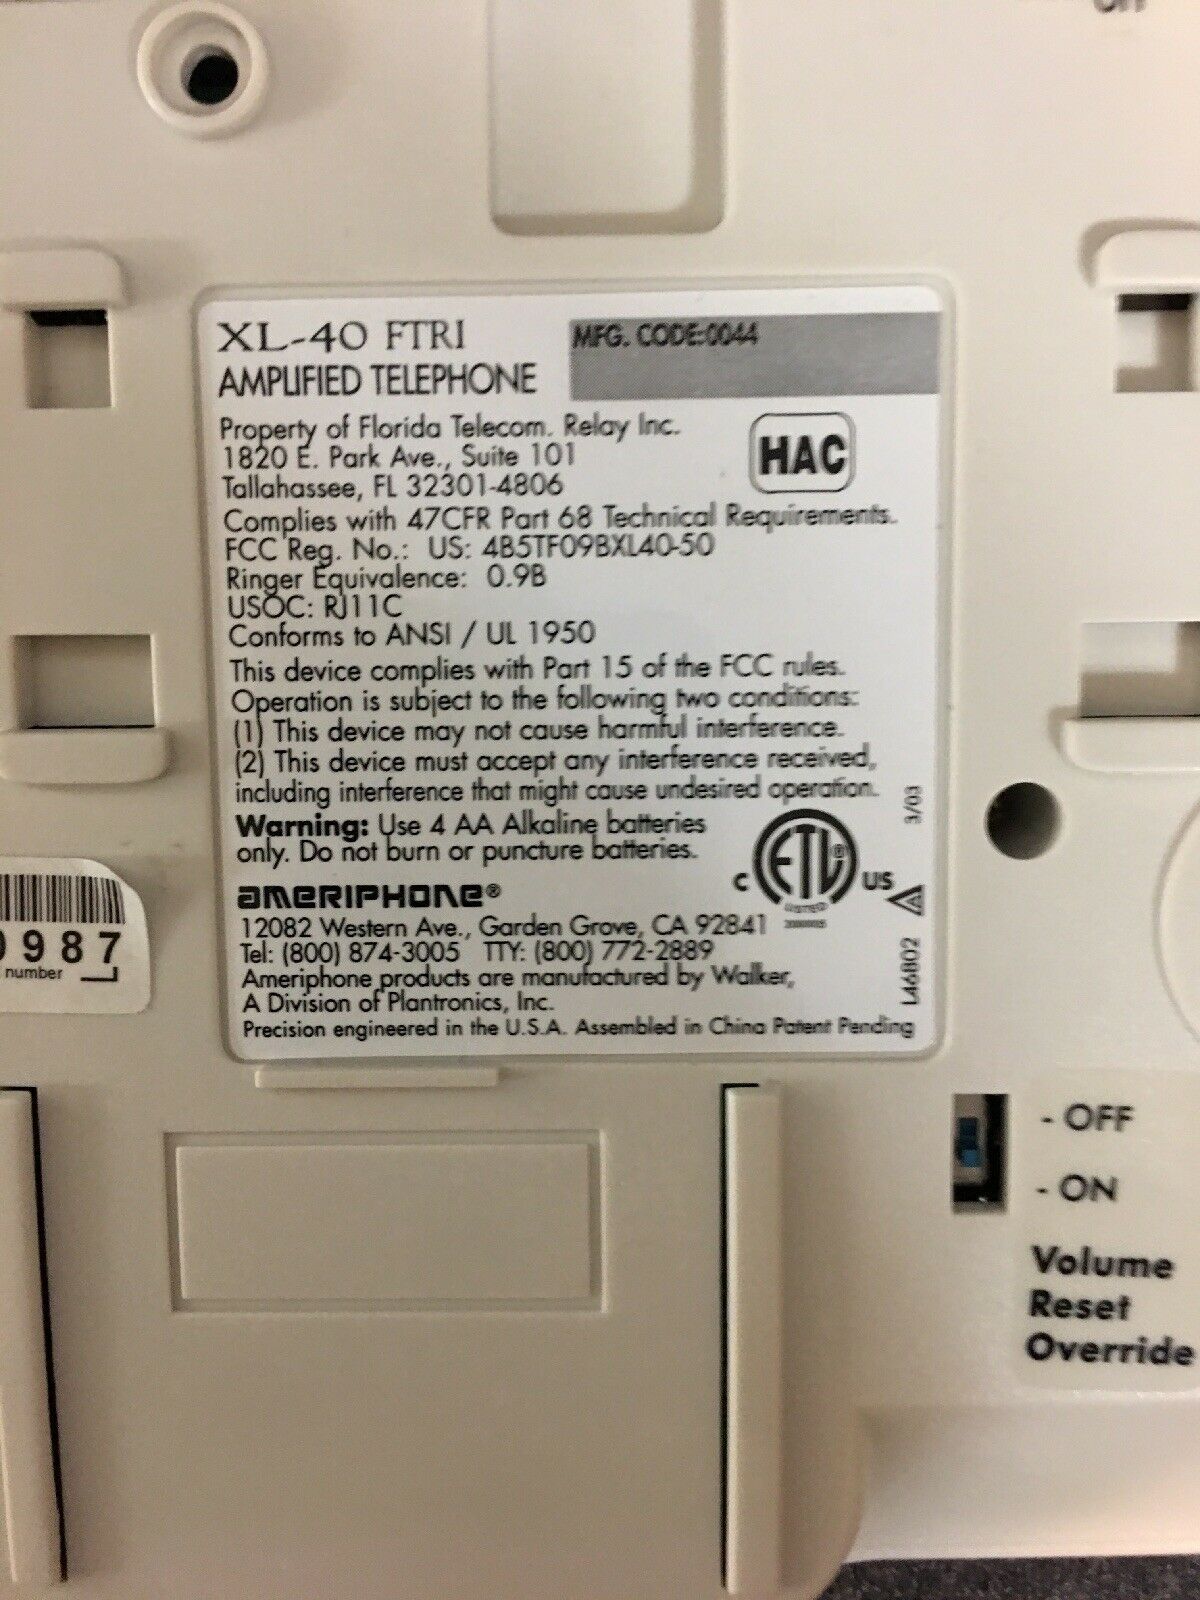 XL-40 FTRI
AMPLIFIED TELEPHONE
MFG. CODE:0044
Property of Florida Telecom. Relay Inc.
1820 E. Park Ave., Suite 101
Tallahassee, FL 32301-4806
HAC
Complies with 47CFR Part 68 Technical Requirements.
FCC Reg. No.: US: 4B5TF09BXL40-50
Ringer Equivalence: 0.9B
USOC: RJ11C
Conforms to ANSI / UL 1950
This device complies with Part 15 of the FCC rules.
Operation is subject to the following two conditions:
(1) This device may not cause harmful interference.
(2) This device must accept any interference received,
including interference that might cause undesired operation.
3/03
Warning: Use 4 AA Alkaline batteries
only. Do not burn or puncture batteries.
C ETL® US
LISTED
AMERIPHONE®
12082 Western Ave., Garden Grove, CA 92841
Tel: (800) 874-3005 TTY: (800) 772-2889
Ameriphone products are manufactured by Walker,
A Division of Plantronics, Inc.
Precision engineered in the U.S.A. Assembled in China Patent Pending
L46802
987
number
- OFF
- ON
Volume
Reset
Override